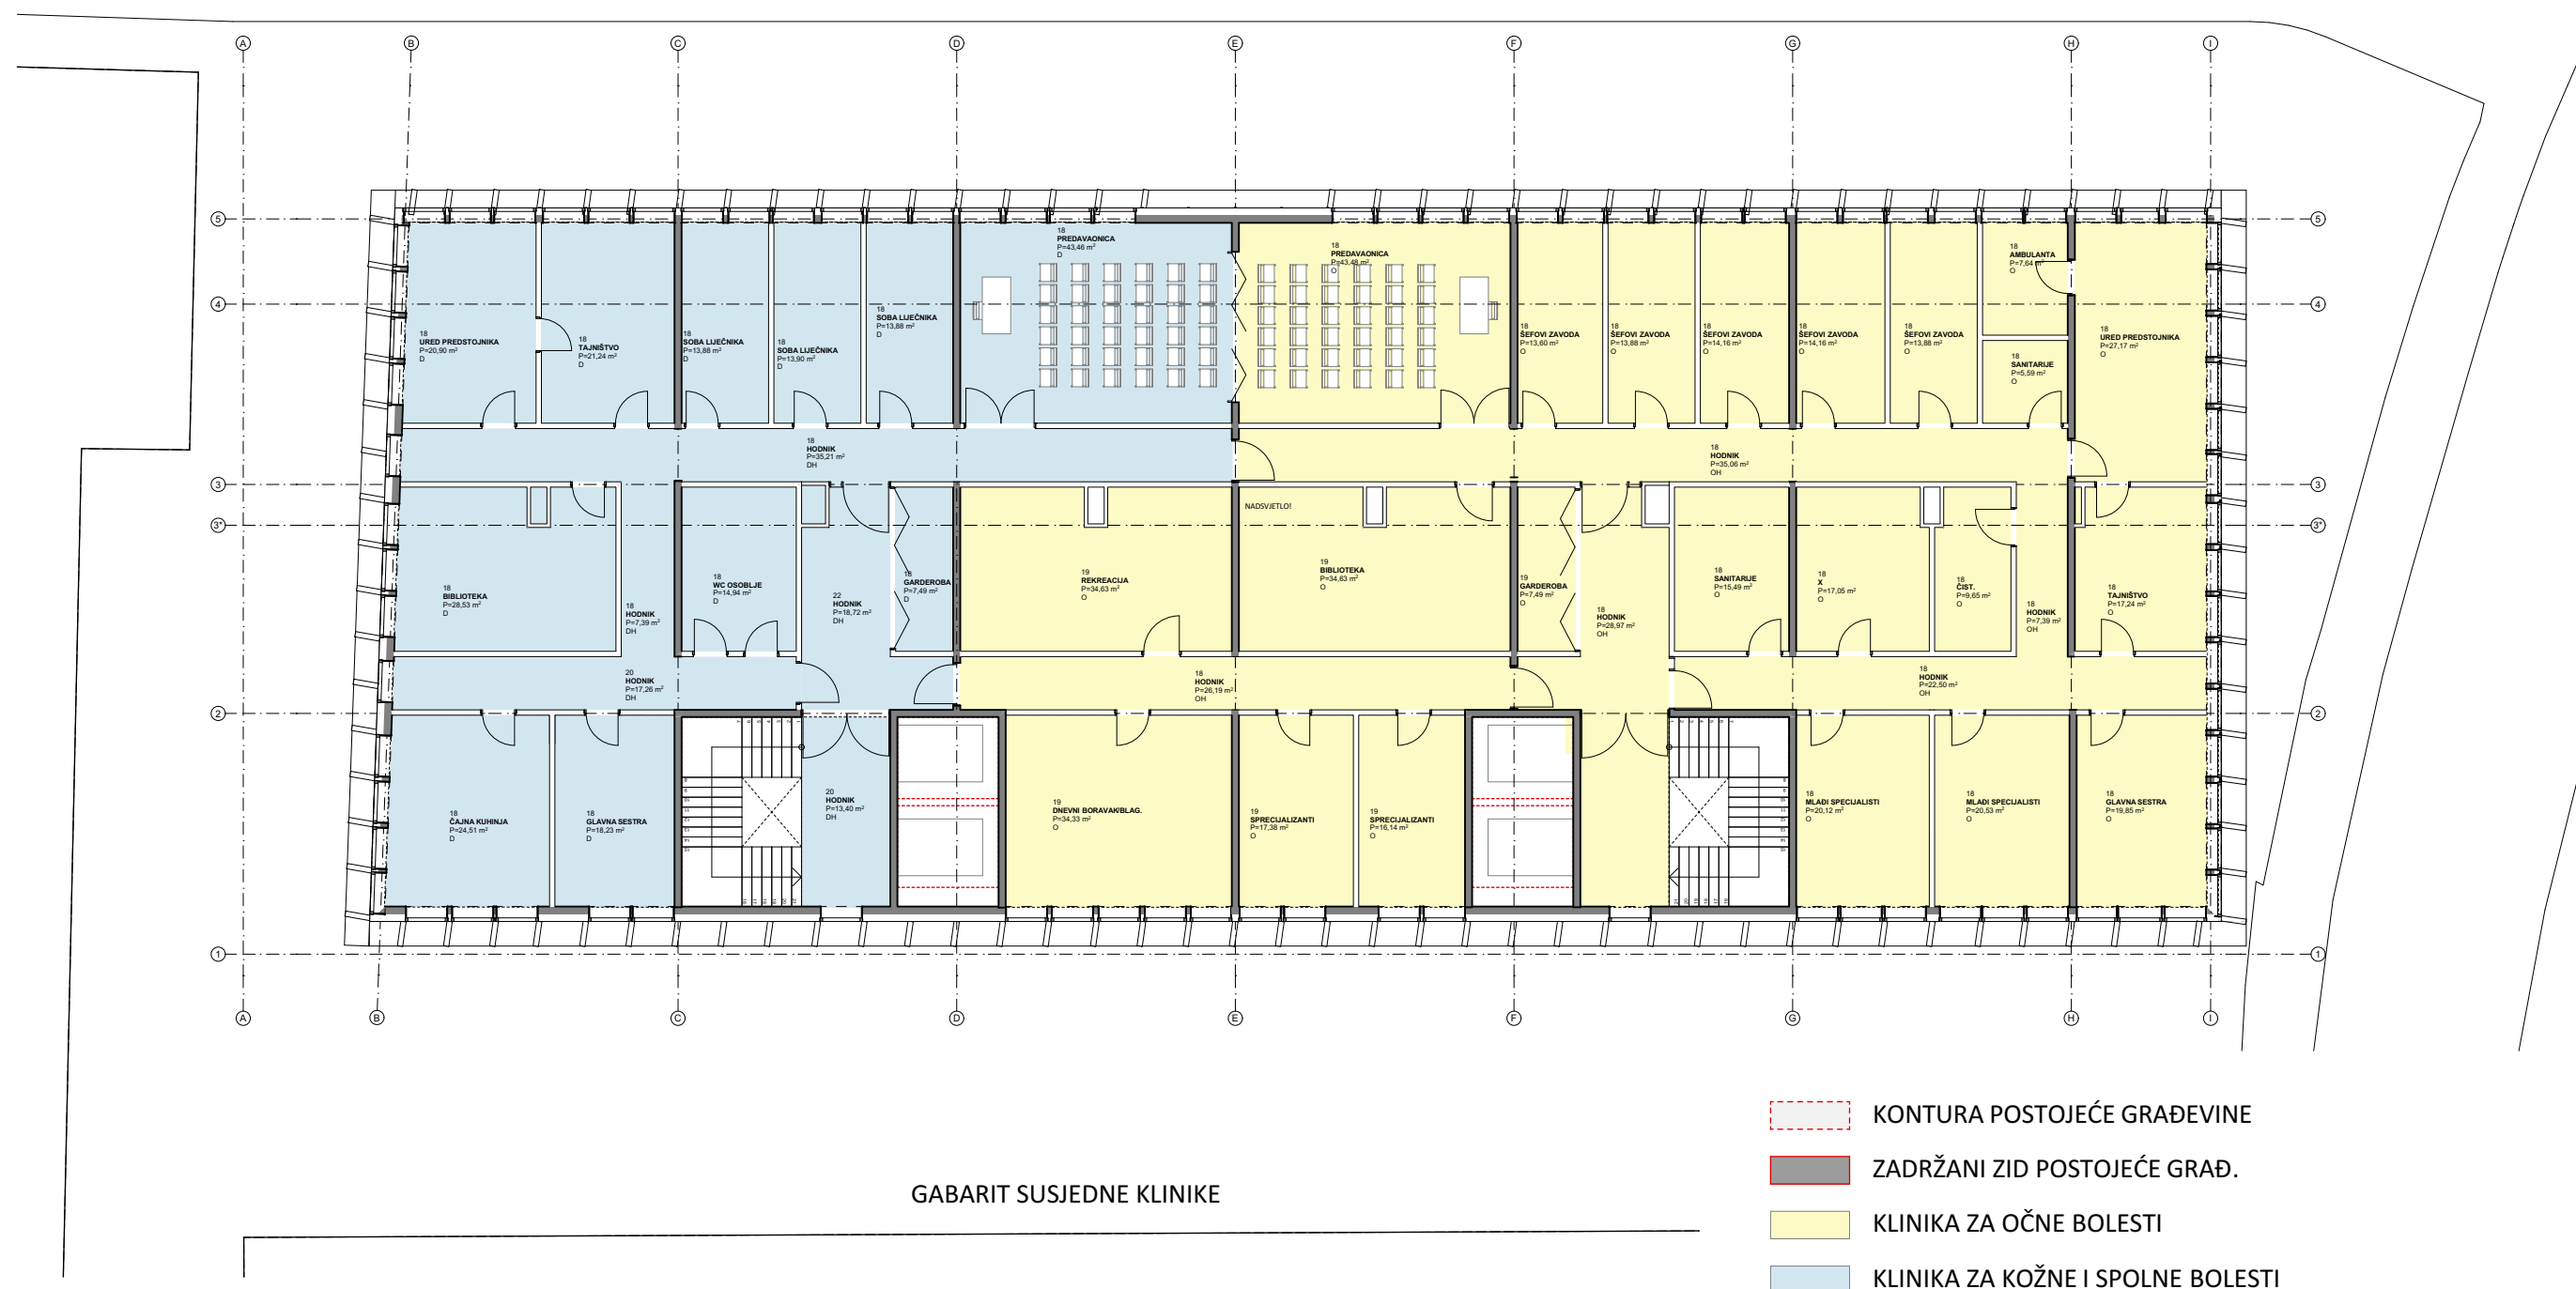 A B C D E F G H I
5 5
18
PREDAVAONICA
P=43,46 m²
D
18
PREDAVAONICA
P=43,48 m²
O
18
AMBULANTA
P=7,64 m²
O
4 4
18
URED PREDSTOJNIKA
P=20,90 m²
D
18
TAJNIŠTVO
P=21,24 m²
D
18
SOBA LIJEČNIKA
P=13,88 m²
D
18
SOBA LIJEČNIKA
P=13,90 m²
D
18
SOBA LIJEČNIKA
P=13,88 m²
D
18
ŠEFOVI ZAVODA
P=13,60 m²
O
18
ŠEFOVI ZAVODA
P=13,88 m²
O
18
ŠEFOVI ZAVODA
P=14,16 m²
O
18
ŠEFOVI ZAVODA
P=14,16 m²
O
18
ŠEFOVI ZAVODA
P=13,88 m²
O
18
SANITARIJE
P=5,59 m²
O
18
URED PREDSTOJNIKA
P=27,17 m²
O
18
HODNIK
P=35,21 m²
DH
18
HODNIK
P=35,06 m²
OH
3 3
NADSVJETLO!
3* 3*
18
BIBLIOTEKA
P=28,53 m²
D
18
HODNIK
P=7,39 m²
DH
18
WC OSOBLJE
P=14,94 m²
D
22
HODNIK
P=18,72 m²
DH
18
GARDEROBA
P=7,49 m²
D
19
REKREACIJA
P=34,63 m²
O
19
BIBLIOTEKA
P=34,63 m²
O
19
GARDEROBA
P=7,49 m²
O
18
HODNIK
P=28,97 m²
OH
18
SANITARIJE
P=15,49 m²
O
18
X
P=17,05 m²
O
18
ČIST.
P=9,65 m²
O
18
HODNIK
P=7,39 m²
OH
18
TAJNIŠTVO
P=17,24 m²
O
20
HODNIK
P=17,26 m²
DH
18
HODNIK
P=26,19 m²
OH
18
HODNIK
P=22,50 m²
OH
2 2
18
ČAJNA KUHINJA
P=24,51 m²
D
18
GLAVNA SESTRA
P=18,23 m²
D
20
HODNIK
P=13,40 m²
DH
19
DNEVNI BORAVAK/BLAG.
P=34,33 m²
O
19
SPRECIJALIZANTI
P=17,38 m²
O
19
SPRECIJALIZANTI
P=16,14 m²
O
18
MLAĐI SPECIJALISTI
P=20,12 m²
O
18
MLAĐI SPECIJALISTI
P=20,53 m²
O
18
GLAVNA SESTRA
P=19,85 m²
O
1 1
A B C D E F G H I
KONTURA POSTOJEĆE GRAĐEVINE
ZADRŽANI ZID POSTOJEĆE GRAĐ.
GABARIT SUSJEDNE KLINIKE
KLINIKA ZA OČNE BOLESTI
KLINIKA ZA KOŽNE I SPOLNE BOLESTI